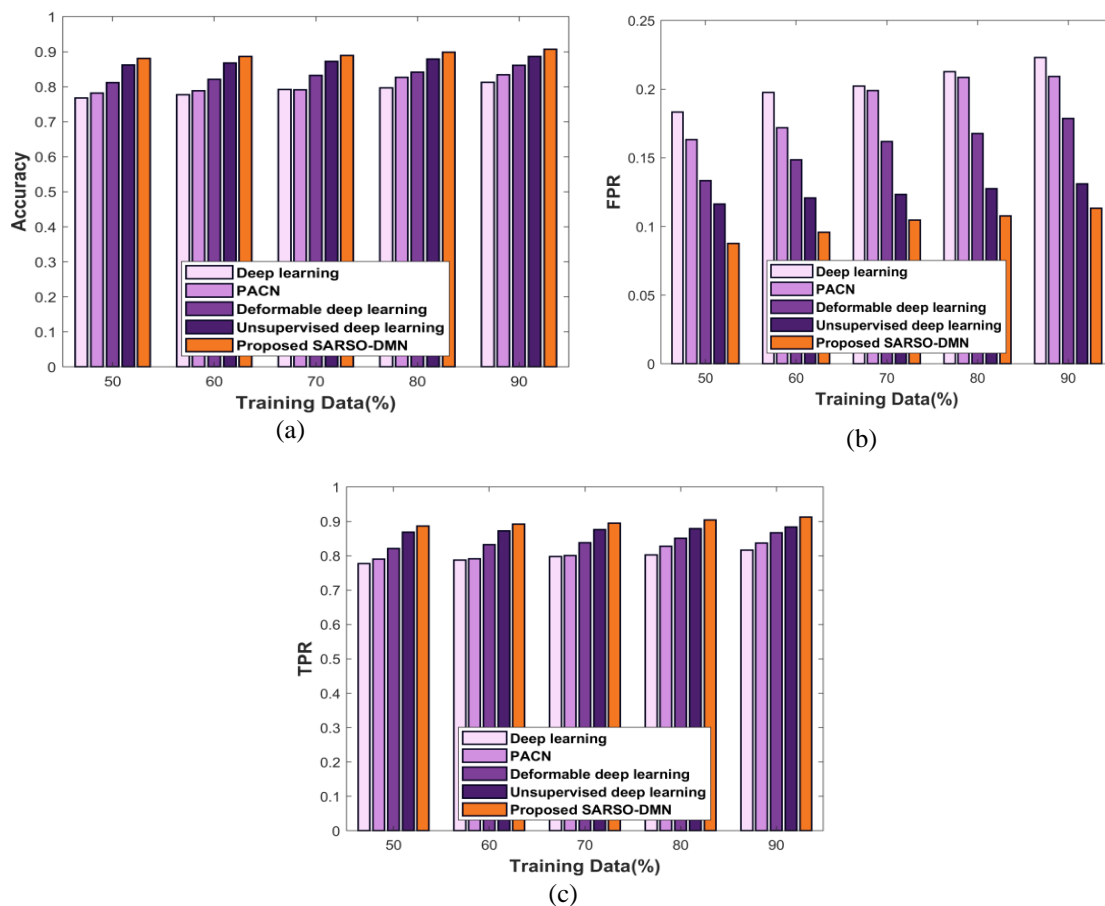 1
0.9
0.8
0.7
0.6
0.5
0.4
0.3
0.2
0.1
0
Accuracy
Deep learning
PACN
Deformable deep learning
Unsupervised deep learning
Proposed SARSO-DMN
50 60 70 80 90
Training Data(%)
(a)
0.25
0.2
0.15
0.1
0.05
0
FPR
Deep learning
PACN
Deformable deep learning
Unsupervised deep learning
Proposed SARSO-DMN
50 60 70 80 90
Training Data(%)
(b)
1
0.9
0.8
0.7
0.6
0.5
0.4
0.3
0.2
0.1
0
TPR
Deep learning
PACN
Deformable deep learning
Unsupervised deep learning
Proposed SARSO-DMN
50 60 70 80 90
Training Data(%)
(c)